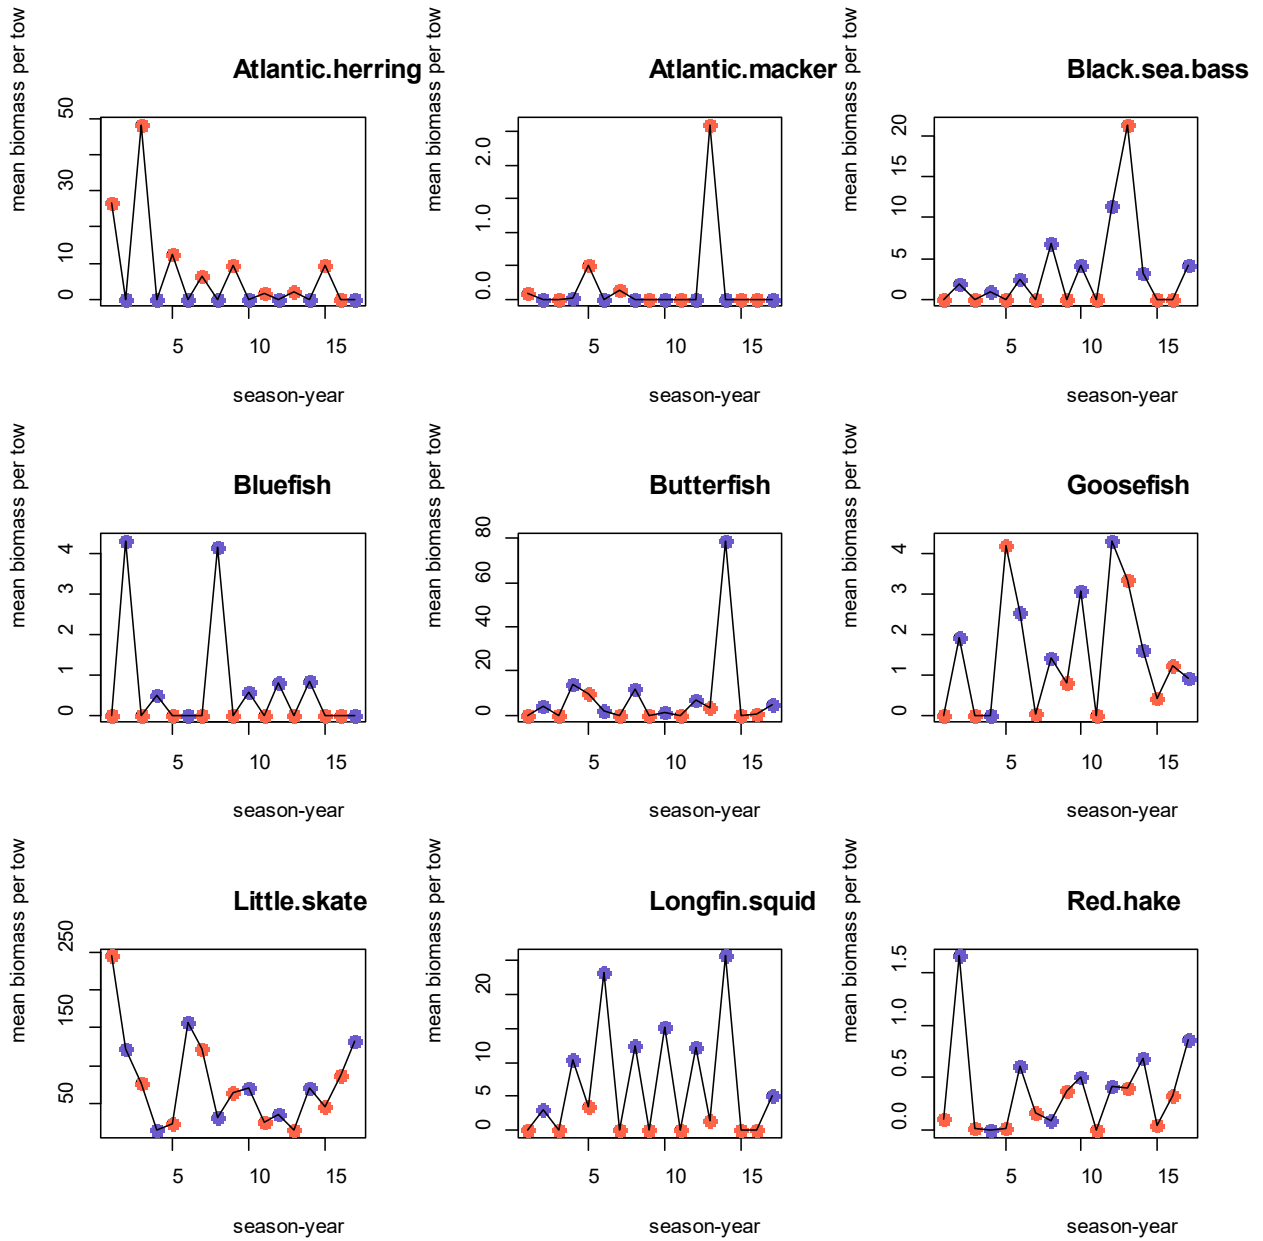 Atlantic.herring
mean biomass per tow
50
30
10
0
5
10
15
season-year
Atlantic.macker
mean biomass per tow
2.0
1.0
0.0
5
10
15
season-year
Black.sea.bass
mean biomass per tow
20
15
10
5
0
5
10
15
season-year
Bluefish
mean biomass per tow
4
3
2
1
0
5
10
15
season-year
Butterfish
mean biomass per tow
80
60
40
20
0
5
10
15
season-year
Goosefish
mean biomass per tow
4
3
2
1
0
5
10
15
season-year
Little.skate
mean biomass per tow
250
150
50
5
10
15
season-year
Longfin.squid
mean biomass per tow
20
10
5
0
5
10
15
season-year
Red.hake
mean biomass per tow
1.5
1.0
0.5
0.0
5
10
15
season-year